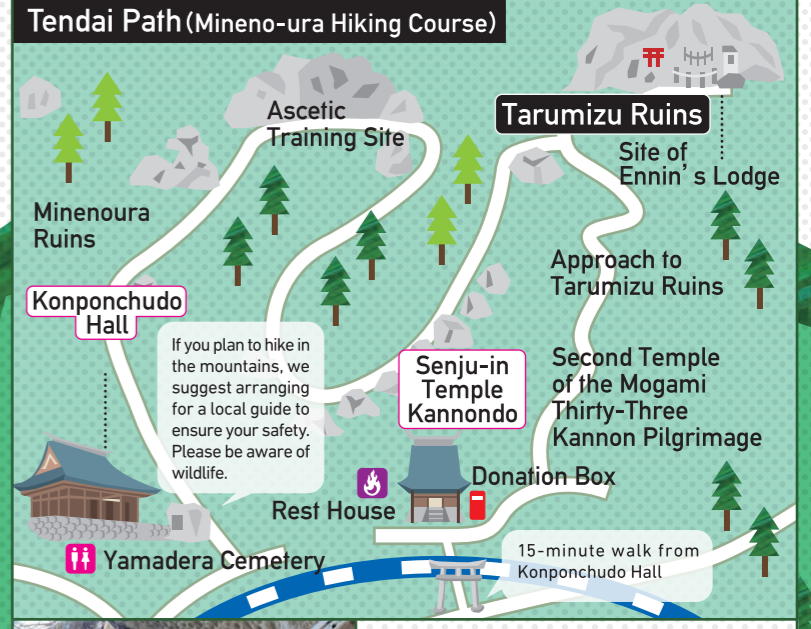 Tendai Path (Mineno-ura Hiking Course)
Ascetic
Training Site
Tarumizu Ruins
Site of
Ennin's Lodge
Minenoura
Ruins
Approach to
Tarumizu Ruins
Konponchudo
Hall
If you plan to hike in
the mountains, we
suggest arranging
for a local guide to
ensure your safety.
Please be aware of
wildlife.
Senju-in
Temple
Kannondo
Second Temple
of the Mogami
Thirty-Three
Kannon Pilgrimage
Donation Box
Rest House
Yamadera Cemetery
15-minute walk from
Konponchudo Hall